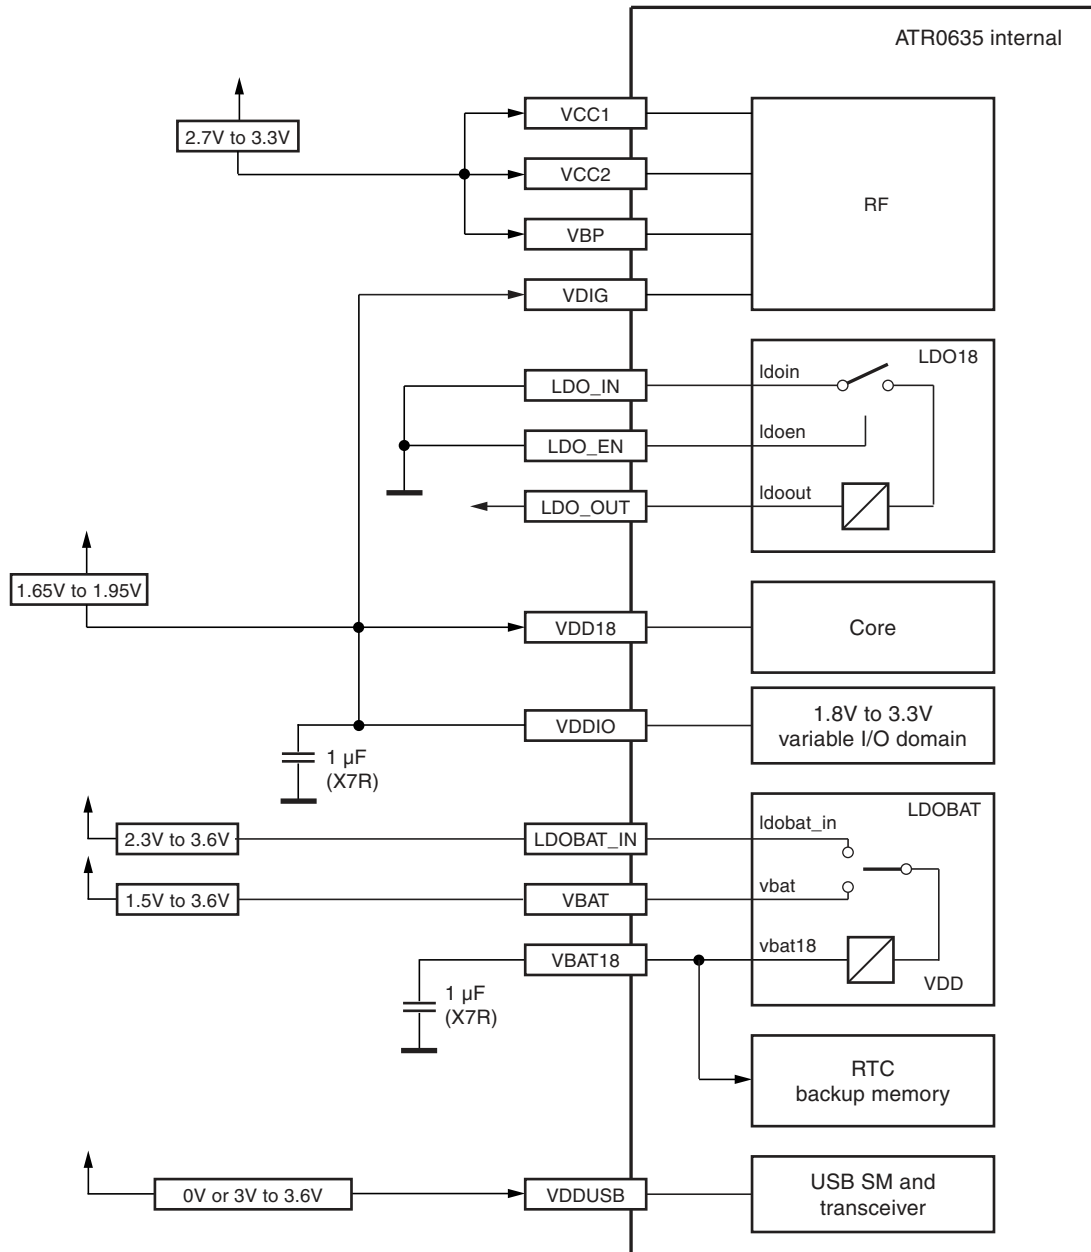 ATR0635 internal
VCC1
2.7V to 3.3V
VCC2
RF
VBP
VDIG
LDO18
ldoin
LDO_IN
ldoen
LDO_EN
ldoout
LDO_OUT
1.65V to 1.95V
VDD18
Core
VDDIO
1.8V to 3.3V
variable I/O domain
1 µF
(X7R)
LDOBAT
ldobat_in
2.3V to 3.6V
LDOBAT_IN
vbat
1.5V to 3.6V
VBAT
vbat18
VBAT18
VDD
1 µF
(X7R)
RTC
backup memory
USB SM and
transceiver
0V or 3V to 3.6V
VDDUSB